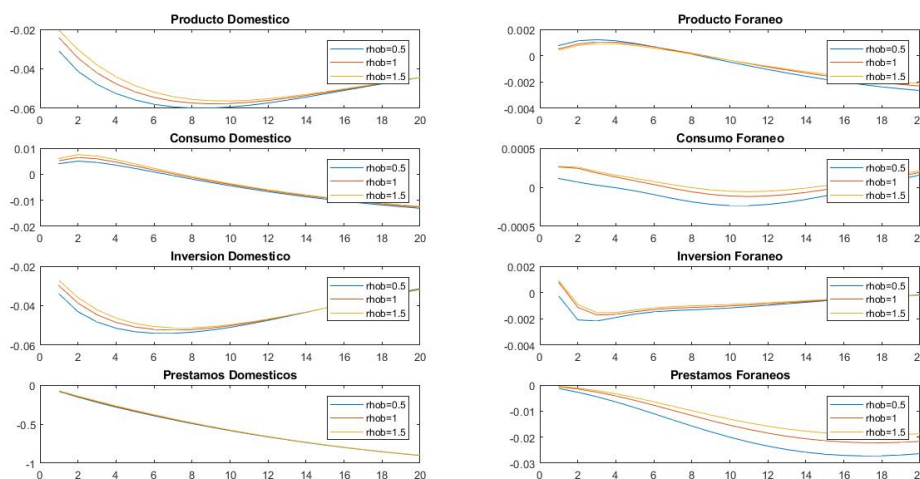 Producto Domestico
-0.02
-0.04
-0.06
rhob=0.5
rhob=1
rhob=1.5
0 2 4 6 8 10 12 14 16 18 20
Producto Foraneo
0.002
0
-0.002
-0.004
rhob=0.5
rhob=1
rhob=1.5
0 2 4 6 8 10 12 14 16 18 20
Consumo Domestico
0.01
0
-0.01
-0.02
rhob=0.5
rhob=1
rhob=1.5
0 2 4 6 8 10 12 14 16 18 20
Consumo Foraneo
0.0005
0
-0.0005
rhob=0.5
rhob=1
rhob=1.5
0 2 4 6 8 10 12 14 16 18 20
Inversion Domestico
-0.02
-0.04
-0.06
rhob=0.5
rhob=1
rhob=1.5
0 2 4 6 8 10 12 14 16 18 20
Inversion Foraneo
0.002
0
-0.002
-0.004
rhob=0.5
rhob=1
rhob=1.5
0 2 4 6 8 10 12 14 16 18 20
Prestamos Domesticos
0
-0.5
-1
rhob=0.5
rhob=1
rhob=1.5
0 2 4 6 8 10 12 14 16 18 20
Prestamos Foraneos
0
-0.01
-0.02
-0.03
rhob=0.5
rhob=1
rhob=1.5
0 2 4 6 8 10 12 14 16 18 20